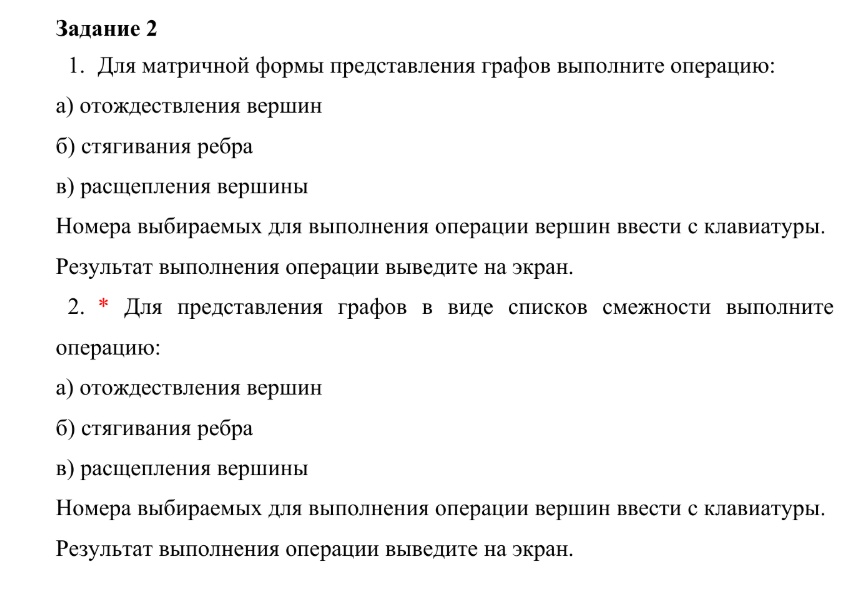 Задание 2
1. Для матричной формы представления графов выполните операцию:
а) отождествления вершин
б) стягивания ребра
в) расщепления вершины
Номера выбираемых для выполнения операции вершин ввести с клавиатуры.
Результат выполнения операции выведите на экран.
2. * Для представления графов в виде списков смежности выполните
операцию:
а) отождествления вершин
б) стягивания ребра
в) расщепления вершины
Номера выбираемых для выполнения операции вершин ввести с клавиатуры.
Результат выполнения операции выведите на экран.